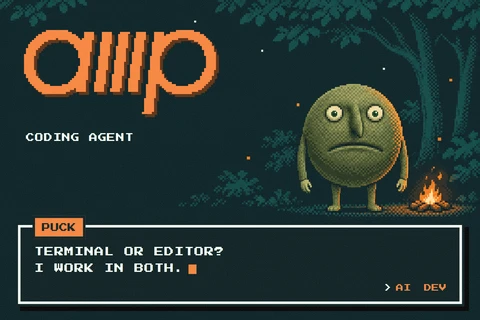 amp
CODING AGENT
PUCK
TERMINAL OR EDITOR?
I WORK IN BOTH.
> AI DEV